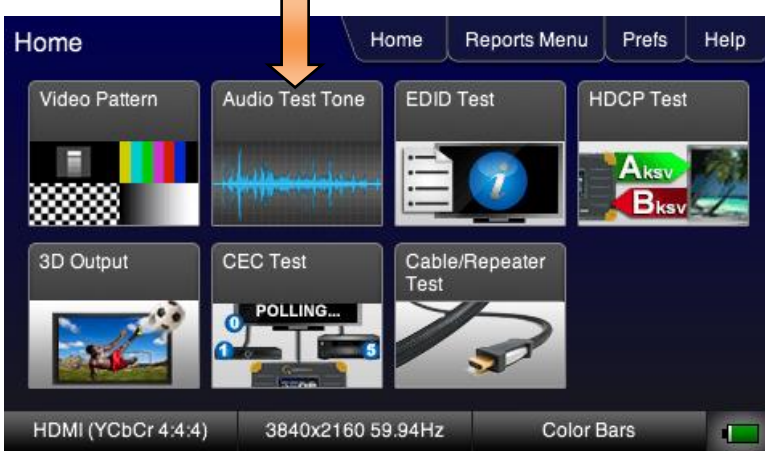 Home
Home
Reports Menu
Prefs
Help
Video Pattern
Audio Test Tone
EDID Test
HDCP Test
i
Aksv
Bksv
3D Output
CEC Test
Cable/Repeater
Test
POLLING...
0
1
5
HDMI (YCbCr 4:4:4)
3840x2160 59.94Hz
Color Bars